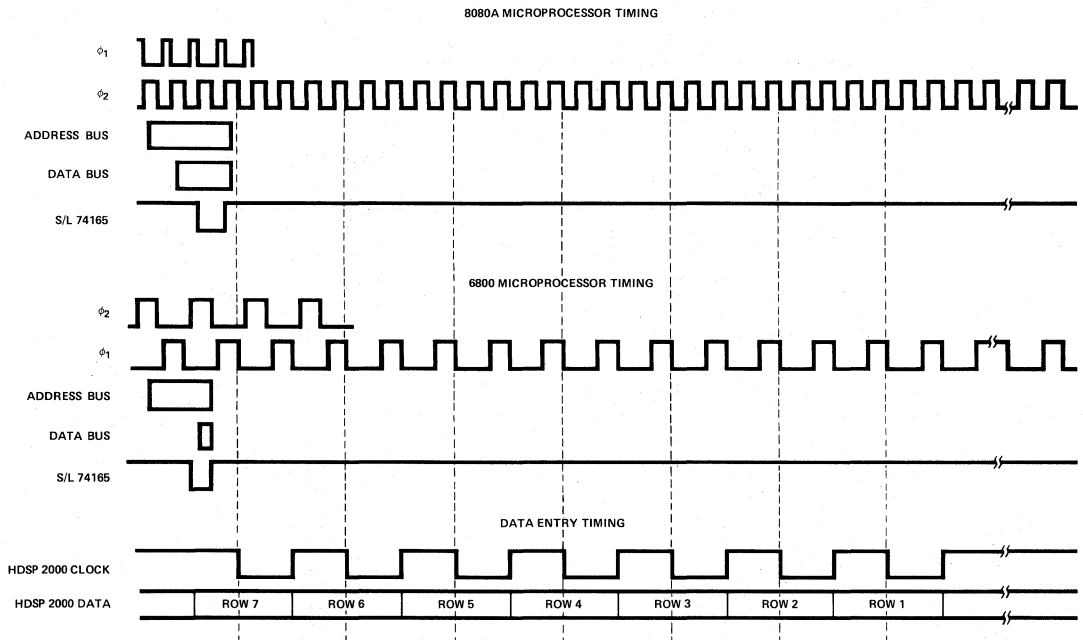 8080A MICROPROCESSOR TIMING
ϕ1
ϕ2
ADDRESS BUS
DATA BUS
S/L 74165
6800 MICROPROCESSOR TIMING
ϕ2
ϕ1
ADDRESS BUS
DATA BUS
S/L 74165
DATA ENTRY TIMING
HDSP 2000 CLOCK
HDSP 2000 DATA ROW 7 ROW 6 ROW 5 ROW 4 ROW 3 ROW 2 ROW 1